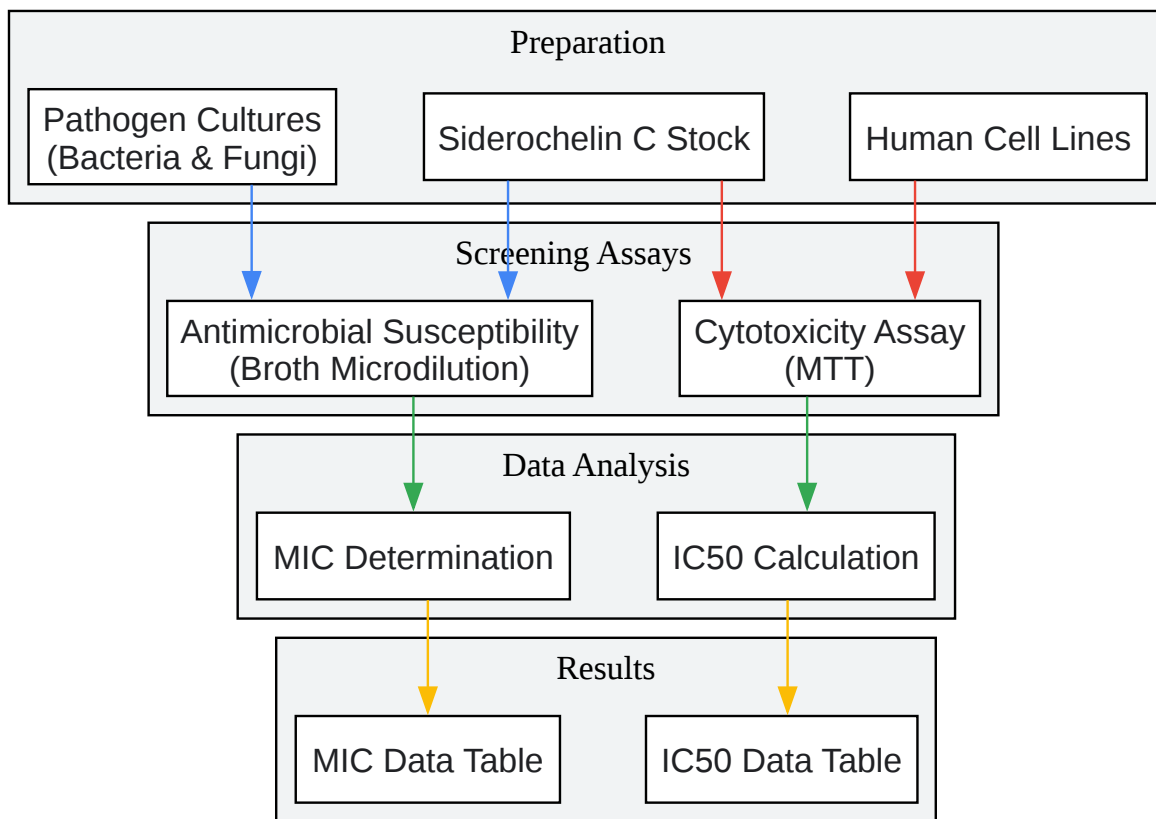 Preparation
Pathogen Cultures
(Bacteria & Fungi)
Siderochelin C Stock
Human Cell Lines
Screening Assays
Antimicrobial Susceptibility
(Broth Microdilution)
Cytotoxicity Assay
(MTT)
Data Analysis
MIC Determination
IC50 Calculation
Results
MIC Data Table
IC50 Data Table